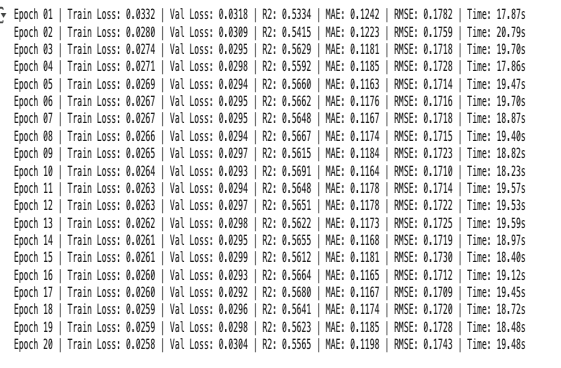 Epoch 01 | Train Loss: 0.0332 | Val Loss: 0.0318 | R2: 0.5334 | MAE: 0.1242 | RMSE: 0.1782 | Time: 17.87s
Epoch 02 | Train Loss: 0.0280 | Val Loss: 0.0309 | R2: 0.5415 | MAE: 0.1223 | RMSE: 0.1759 | Time: 20.79s
Epoch 03 | Train Loss: 0.0274 | Val Loss: 0.0295 | R2: 0.5629 | MAE: 0.1181 | RMSE: 0.1718 | Time: 19.70s
Epoch 04 | Train Loss: 0.0271 | Val Loss: 0.0298 | R2: 0.5592 | MAE: 0.1185 | RMSE: 0.1728 | Time: 17.86s
Epoch 05 | Train Loss: 0.0269 | Val Loss: 0.0294 | R2: 0.5660 | MAE: 0.1163 | RMSE: 0.1714 | Time: 19.47s
Epoch 06 | Train Loss: 0.0267 | Val Loss: 0.0295 | R2: 0.5662 | MAE: 0.1176 | RMSE: 0.1716 | Time: 19.70s
Epoch 07 | Train Loss: 0.0267 | Val Loss: 0.0295 | R2: 0.5648 | MAE: 0.1167 | RMSE: 0.1718 | Time: 18.87s
Epoch 08 | Train Loss: 0.0266 | Val Loss: 0.0294 | R2: 0.5667 | MAE: 0.1174 | RMSE: 0.1715 | Time: 19.40s
Epoch 09 | Train Loss: 0.0265 | Val Loss: 0.0297 | R2: 0.5615 | MAE: 0.1184 | RMSE: 0.1723 | Time: 18.82s
Epoch 10 | Train Loss: 0.0264 | Val Loss: 0.0293 | R2: 0.5691 | MAE: 0.1164 | RMSE: 0.1710 | Time: 18.23s
Epoch 11 | Train Loss: 0.0263 | Val Loss: 0.0294 | R2: 0.5648 | MAE: 0.1178 | RMSE: 0.1714 | Time: 19.57s
Epoch 12 | Train Loss: 0.0263 | Val Loss: 0.0297 | R2: 0.5651 | MAE: 0.1178 | RMSE: 0.1722 | Time: 19.53s
Epoch 13 | Train Loss: 0.0262 | Val Loss: 0.0298 | R2: 0.5622 | MAE: 0.1173 | RMSE: 0.1725 | Time: 19.59s
Epoch 14 | Train Loss: 0.0261 | Val Loss: 0.0295 | R2: 0.5655 | MAE: 0.1168 | RMSE: 0.1719 | Time: 18.97s
Epoch 15 | Train Loss: 0.0261 | Val Loss: 0.0299 | R2: 0.5612 | MAE: 0.1181 | RMSE: 0.1730 | Time: 18.40s
Epoch 16 | Train Loss: 0.0260 | Val Loss: 0.0293 | R2: 0.5664 | MAE: 0.1165 | RMSE: 0.1712 | Time: 19.12s
Epoch 17 | Train Loss: 0.0260 | Val Loss: 0.0292 | R2: 0.5680 | MAE: 0.1167 | RMSE: 0.1709 | Time: 19.45s
Epoch 18 | Train Loss: 0.0259 | Val Loss: 0.0296 | R2: 0.5641 | MAE: 0.1174 | RMSE: 0.1720 | Time: 18.72s
Epoch 19 | Train Loss: 0.0259 | Val Loss: 0.0298 | R2: 0.5623 | MAE: 0.1185 | RMSE: 0.1728 | Time: 18.48s
Epoch 20 | Train Loss: 0.0258 | Val Loss: 0.0304 | R2: 0.5565 | MAE: 0.1198 | RMSE: 0.1743 | Time: 19.48s